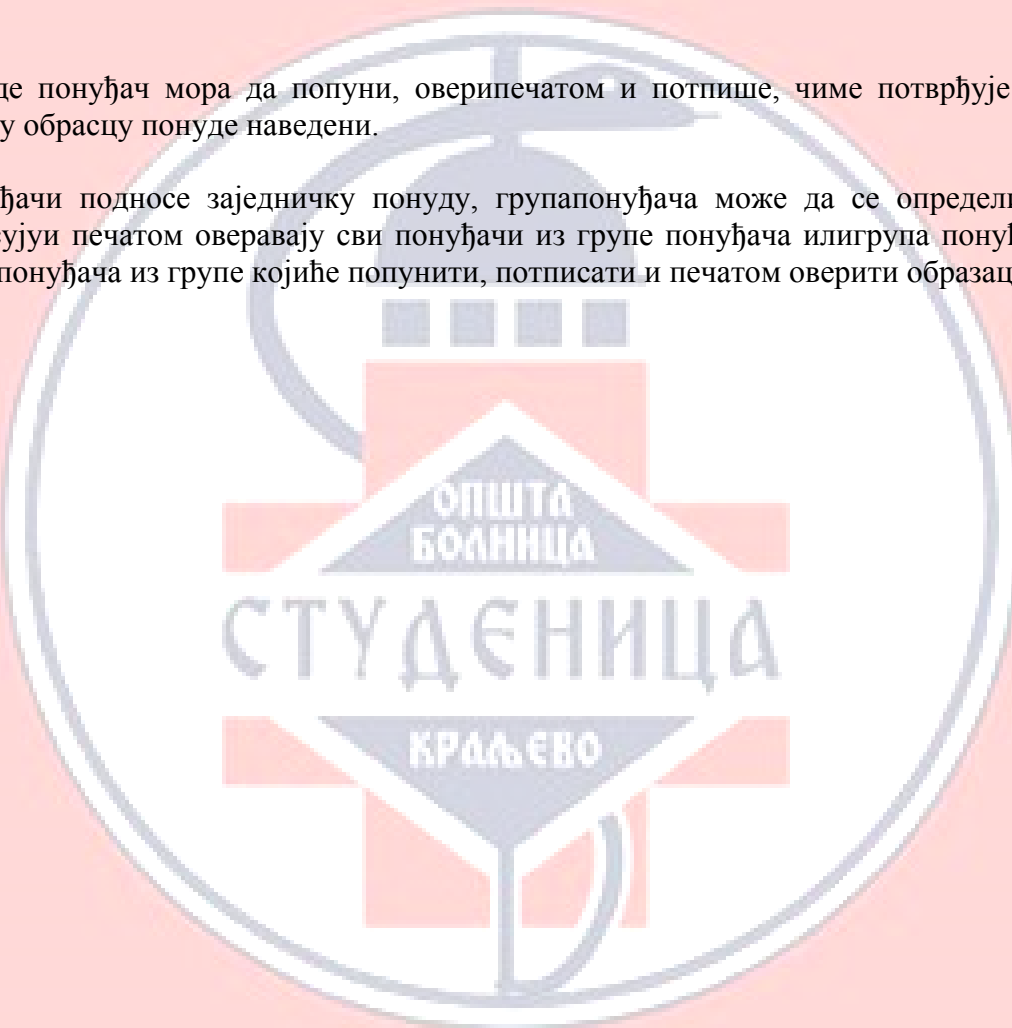 де понуђач мора да попуни, оверипечатом и потпише, чиме потврђује
у обрасцу понуде наведени.
ђачи подносе заједничку понуду, групапонуђача може да се определи
сујуи печатом оверавају сви понуђачи из групе понуђача илигрупа понуђ
понуђача из групе којиће попунити, потписати и печатом оверити образац
ОПШТА
БОЛНИЦА
СТУДЕНИЦА
КРАЉЕВО